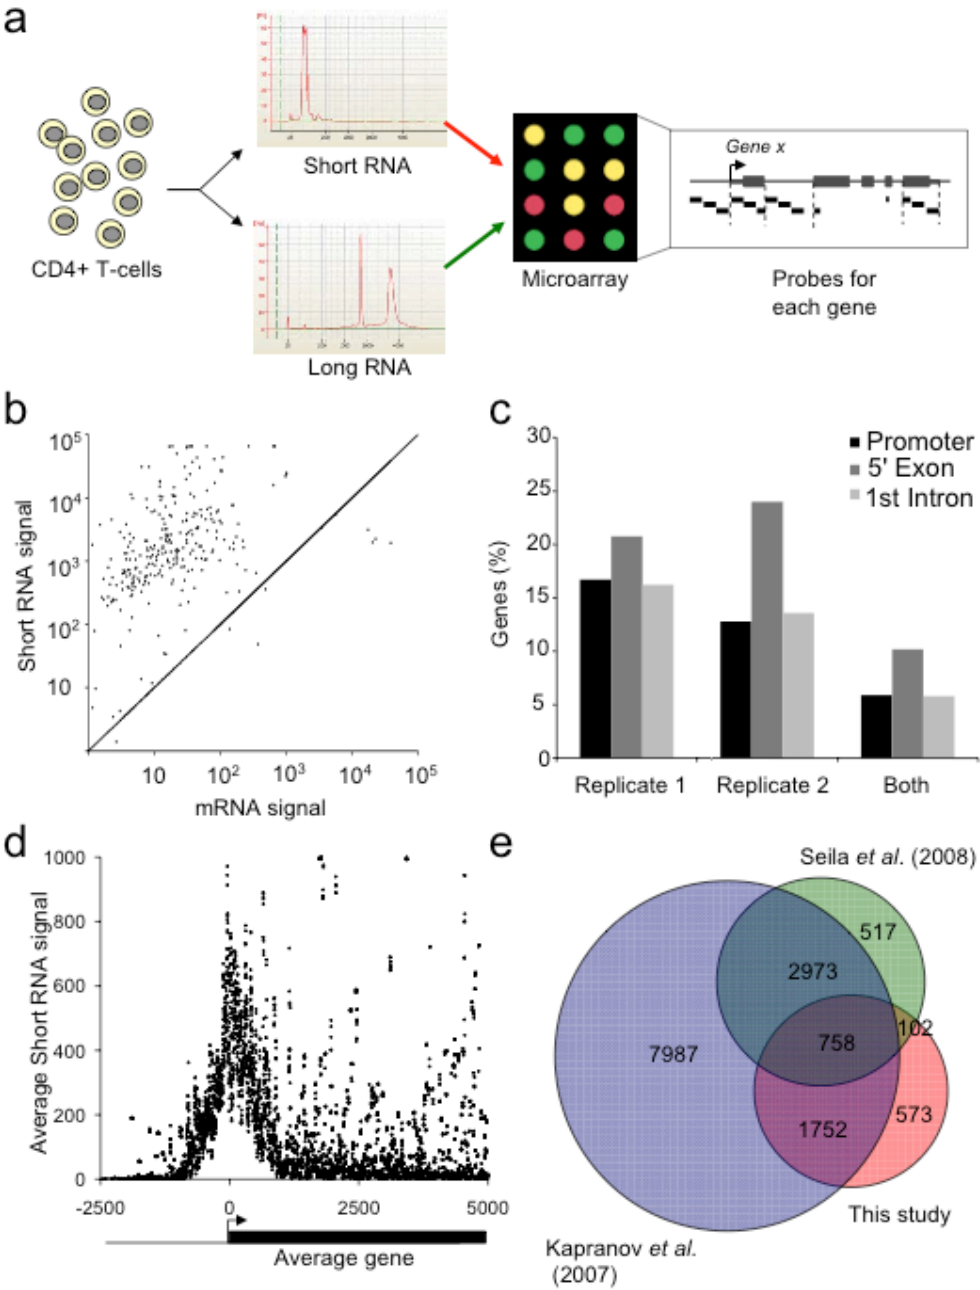 a
Short RNA
CD4+ T-cells
Long RNA
Microarray
Gene x
Probes for
each gene
b
Short RNA signal
10⁵
10⁴
10³
10²
10
10
10²
10³
10⁴
10⁵
mRNA signal
c
Genes (%)
30
25
20
15
10
5
0
Promoter
5' Exon
1st Intron
Replicate 1
Replicate 2
Both
d
Average Short RNA signal
1000
800
600
400
200
0
-2500
0
2500
5000
Average gene
e
Seila et al. (2008)
517
2973
102
758
7987
573
1752
This study
Kapranov et al.
(2007)